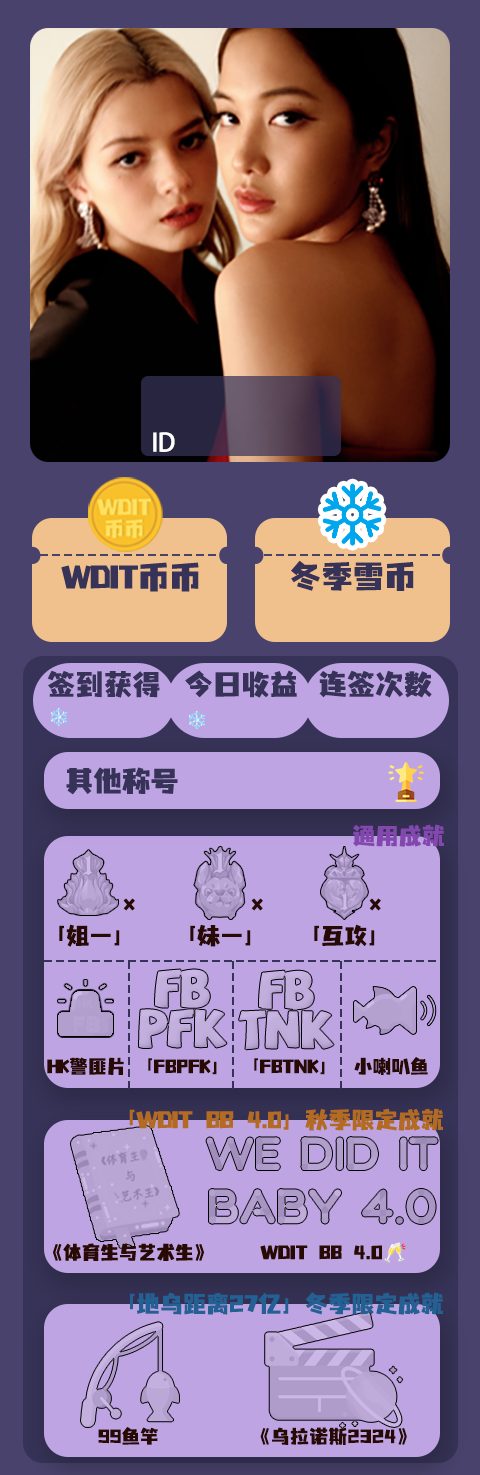 ID
WDIT
币币
WDIT币币
冬季雪币
签到获得
今日收益
连签次数
其他称号
通用成就
×
×
×
「姐一」
「妹一」
「互攻」
FB
PFK
FB
TNK
HK警匪片
「FBPFK」
「FBTNK」
小喇叭鱼
「WDIT BB 4.0」秋季限定成就
《体育生》
与
《艺术王》
WE DID IT
BABY 4.0
《体育生与艺术生》
WDIT BB 4.0
「地乌距离27亿」冬季限定成就
99鱼竿
《乌拉诺斯2324》